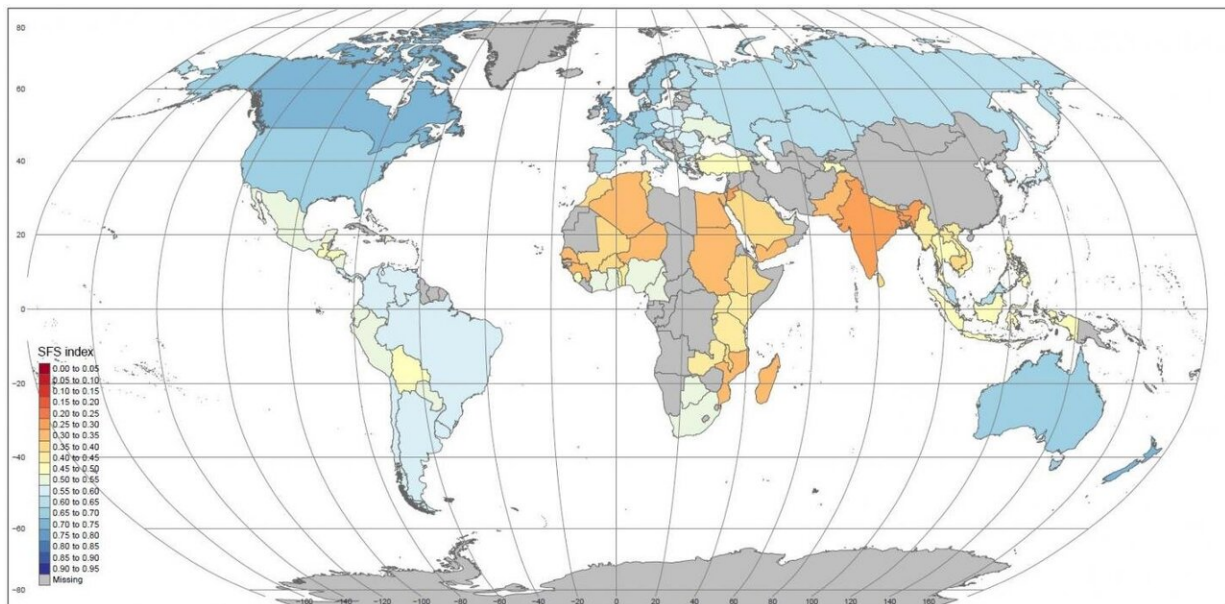 80
60
40
20
0
−20
−40
−60
−80
SFS index
0.00 to 0.05
0.05 to 0.10
0.10 to 0.15
0.15 to 0.20
0.20 to 0.25
0.25 to 0.30
0.30 to 0.35
0.35 to 0.40
0.40 to 0.45
0.45 to 0.50
0.50 to 0.55
0.55 to 0.60
0.60 to 0.65
0.65 to 0.70
0.70 to 0.75
0.75 to 0.80
0.80 to 0.85
0.85 to 0.90
0.90 to 0.95
Missing
−160 −140 −120 −100 −80 −60 −40 −20 0 20 40 60 80 100 120 140 160